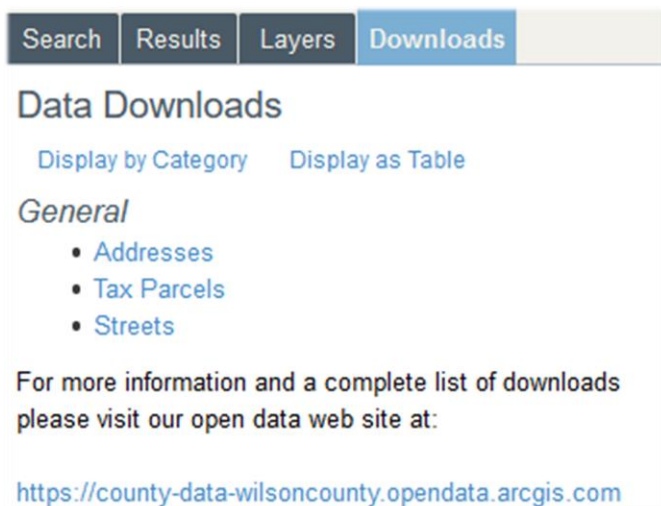 Search Results Layers Downloads
Data Downloads
Display by Category Display as Table
General
• Addresses
• Tax Parcels
• Streets
For more information and a complete list of downloads
please visit our open data web site at:
https://county-data-wilsoncounty.opendata.arcgis.com